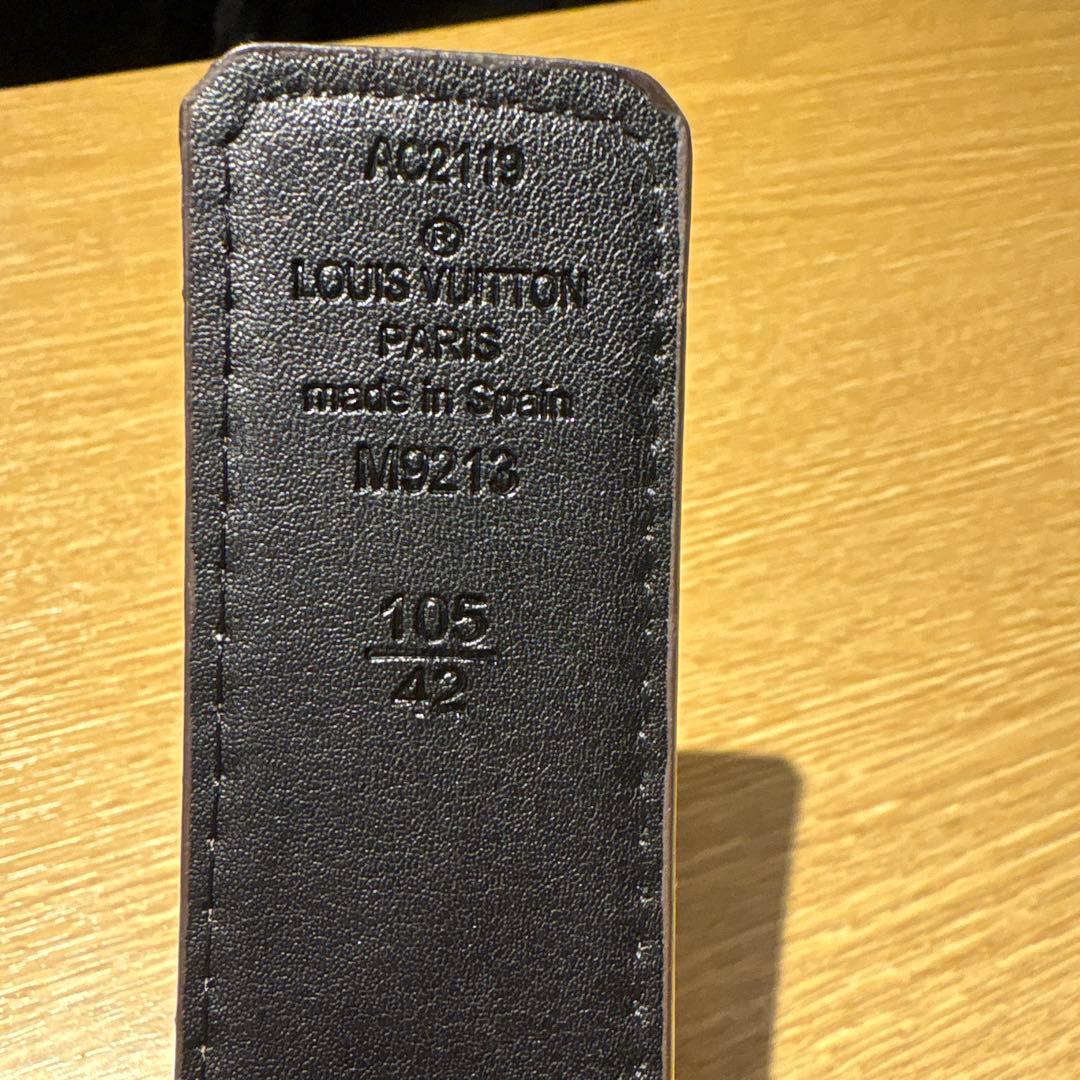 AC2119
®
LOUIS VUITTON
PARIS
made in Spain
M9213
105
42